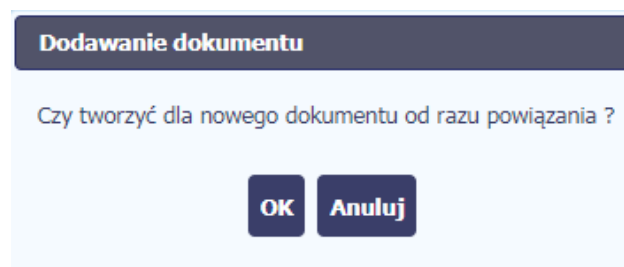 Dodawanie dokumentu
Czy tworzyć dla nowego dokumentu od razu powiązania ?
OK Anuluj